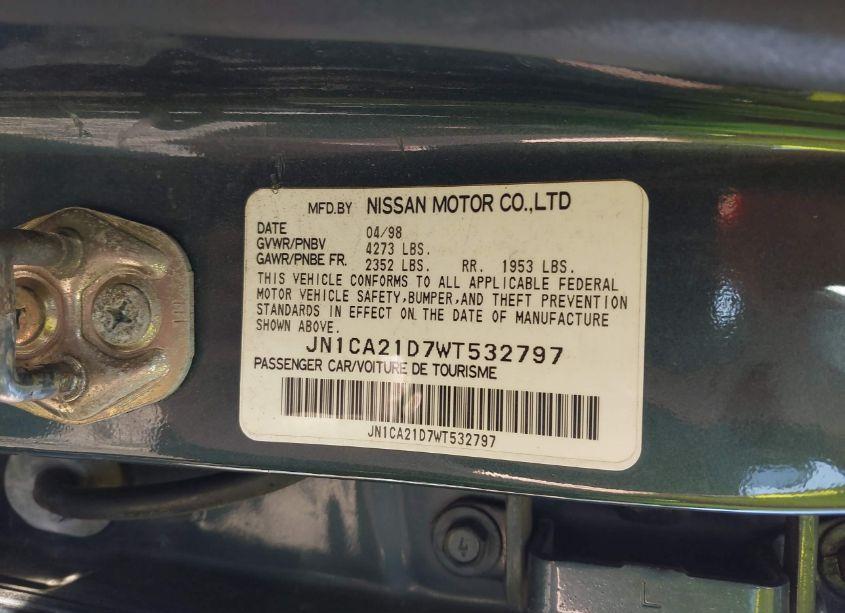 MFD.BY NISSAN MOTOR CO.,LTD
DATE 04/98
GVWR/PNBV 4273 LBS.
GAWR/PNBE FR. 2352 LBS. RR. 1953 LBS.
THIS VEHICLE CONFORMS TO ALL APPLICABLE FEDERAL
MOTOR VEHICLE SAFETY,BUMPER,AND THEFT PREVENTION
STANDARDS IN EFFECT ON THE DATE OF MANUFACTURE
SHOWN ABOVE.
JN1CA21D7WT532797
PASSENGER CAR/VOITURE DE TOURISME
JN1CA21D7WT532797
4
L